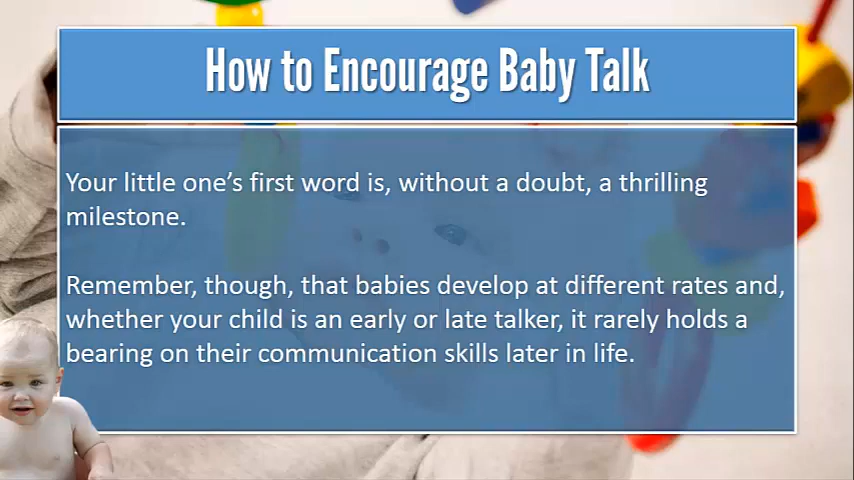 How to Encourage Baby Talk
Your little one’s first word is, without a doubt, a thrilling
milestone.
Remember, though, that babies develop at different rates and,
whether your child is an early or late talker, it rarely holds a
bearing on their communication skills later in life.